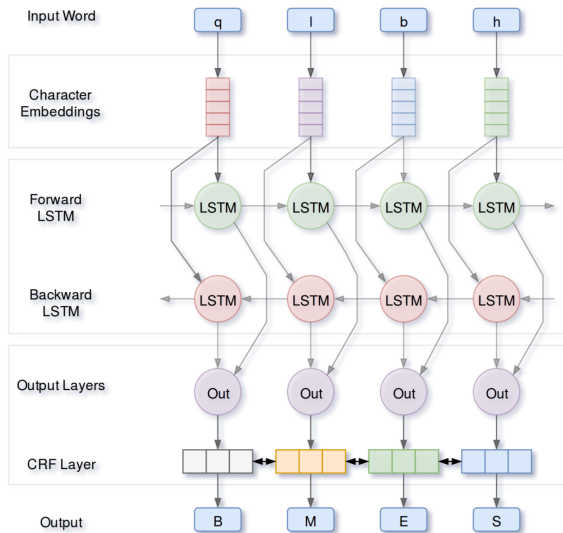 Input Word
q l b h
Character
Embeddings
Forward
LSTM
LSTM LSTM LSTM LSTM
Backward
LSTM
LSTM LSTM LSTM LSTM
Output Layers
Out Out Out Out
CRF Layer
Output
B M E S